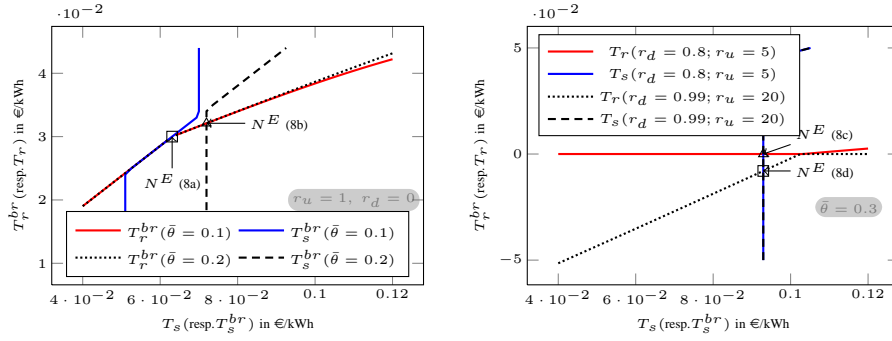 ·10⁻²
4
3
2
1
T_r^{br}(resp.T_r) in €/kWh
N^E (8b)
N^E (8a)
r_u = 1, r_d = 0
T_r^{br}(θ̄ = 0.1) T_s^{br}(θ̄ = 0.1)
T_r^{br}(θ̄ = 0.2) T_s^{br}(θ̄ = 0.2)
4 · 10⁻² 6 · 10⁻² 8 · 10⁻² 0.1 0.12
T_s(resp.T_s^{br}) in €/kWh
·10⁻²
5
0
−5
T_r^{br}(resp.T_r) in €/kWh
T_r(r_d = 0.8; r_u = 5)
T_s(r_d = 0.8; r_u = 5)
T_r(r_d = 0.99; r_u = 20)
T_s(r_d = 0.99; r_u = 20)
N^E (8c)
N^E (8d)
θ̄ = 0.3
4 · 10⁻² 6 · 10⁻² 8 · 10⁻² 0.1 0.12
T_s(resp.T_s^{br}) in €/kWh